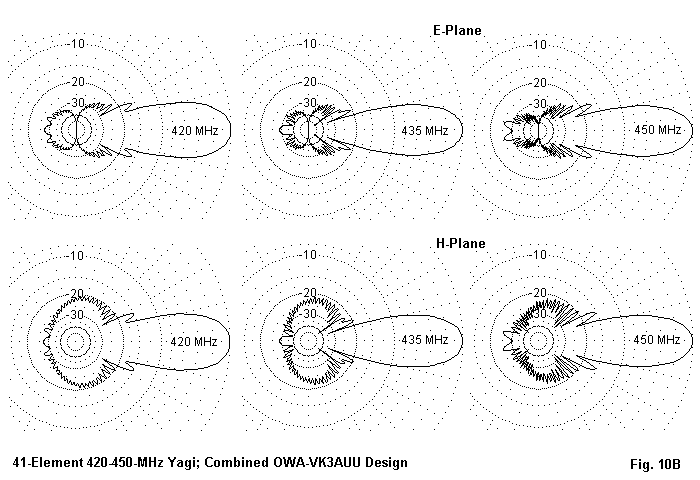 E-Plane
-10 -10 -10
-20 -20 -20
-30 -30 -30
420 MHz 435 MHz 450 MHz
H-Plane
-10 -10 -10
-20 -20 -20
-30 -30 -30
420 MHz 435 MHz 450 MHz
41-Element 420-450-MHz Yagi; Combined OWA-VK3AUU Design
Fig. 10B